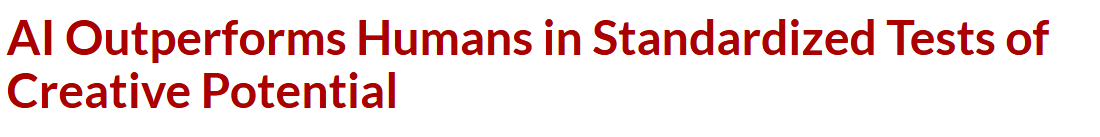 AI Outperforms Humans in Standardized Tests of
Creative Potential